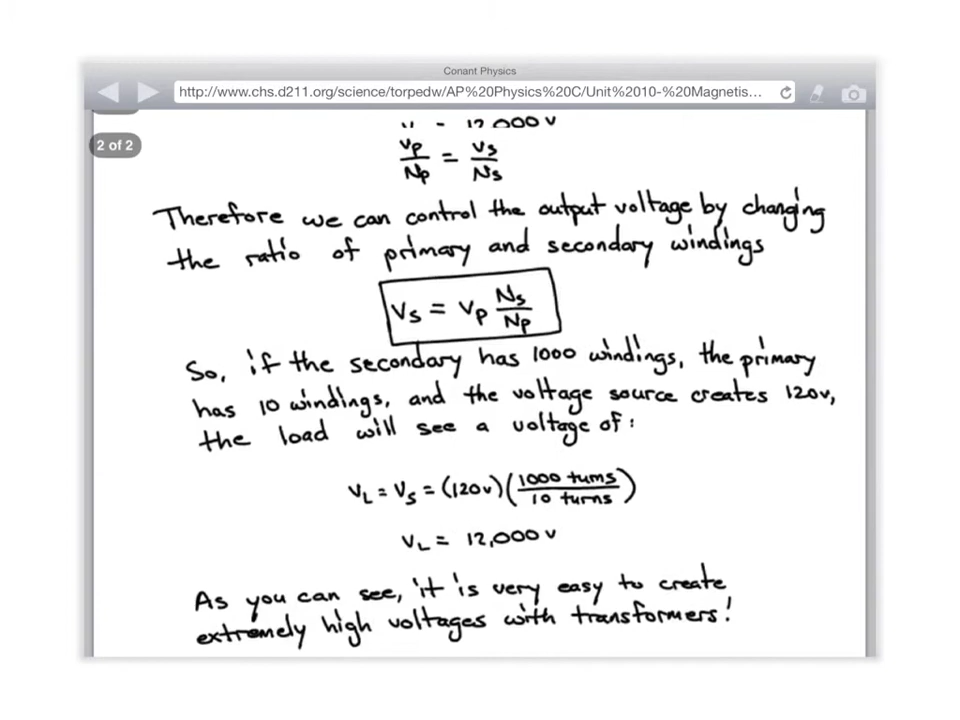 Conant Physics
http://www.chs.d211.org/science/torpedw/AP%20Physics%20C/Unit%2010-%20Magnetis...
2 of 2
12,000 v
Vp/Np = Vs/Ns
Therefore we can control the output voltage by changing
the ratio of primary and secondary windings
Vs = Vp Ns/Np
So, if the secondary has 1000 windings, the primary
has 10 windings, and the voltage source creates 120v,
the load will see a voltage of:
VL = Vs = (120v)(1000 turns/10 turns)
VL = 12,000 v
As you can see, it is very easy to create
extremely high voltages with transformers!